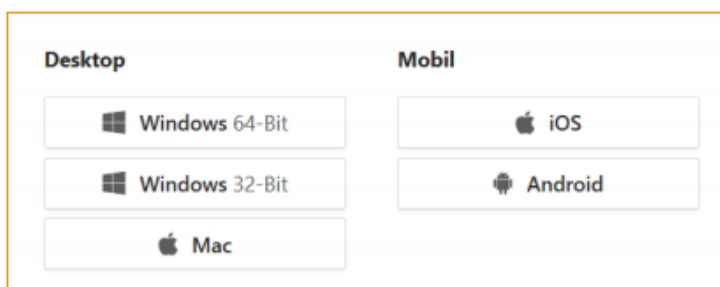 Desktop
Windows 64-Bit
Windows 32-Bit
Mac
Mobil
iOS
Android